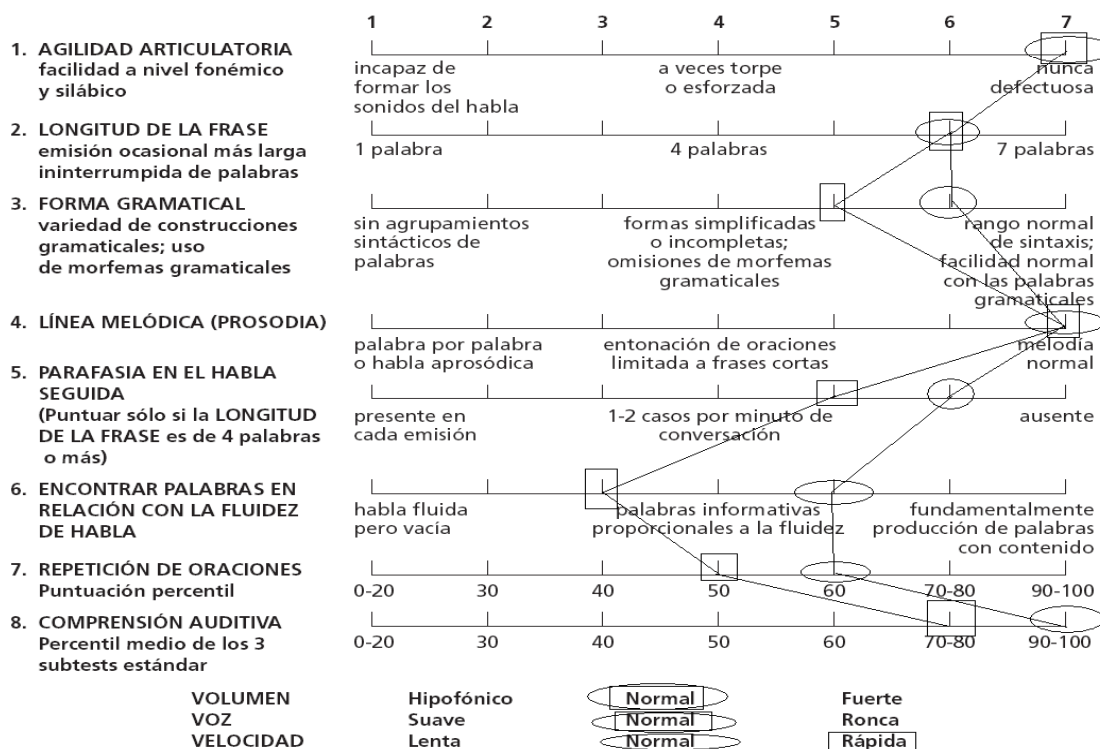 1 2 3 4 5 6 7
1. AGILIDAD ARTICULATORIA
facilidad a nivel fonémico
y silábico
incapaz de
formar los
sonidos del habla
a veces torpe
o esforzada
nunca
defectuosa
2. LONGITUD DE LA FRASE
emisión ocasional más larga
ininterrumpida de palabras
1 palabra
4 palabras
7 palabras
3. FORMA GRAMATICAL
variedad de construcciones
gramaticales; uso
de morfemas gramaticales
sin agrupamientos
sintácticos de
palabras
formas simplificadas
o incompletas;
omisiones de morfemas
gramaticales
rango normal
de sintaxis;
facilidad normal
con las palabras
gramaticales
4. LÍNEA MELÓDICA (PROSODIA)
palabra por palabra
o habla aprosódica
entonación de oraciones
limitada a frases cortas
melodía
normal
5. PARAFASIA EN EL HABLA
SEGUIDA
(Puntuar sólo si la LONGITUD
DE LA FRASE es de 4 palabras
o más)
presente en
cada emisión
1-2 casos por minuto de
conversación
ausente
6. ENCONTRAR PALABRAS EN
RELACIÓN CON LA FLUIDEZ
DE HABLA
habla fluida
pero vacía
palabras informativas
proporcionales a la fluidez
fundamentalmente
producción de palabras
con contenido
7. REPETICIÓN DE ORACIONES
Puntuación percentil
0-20 30 40 50 60 70-80 90-100
8. COMPRENSIÓN AUDITIVA
Percentil medio de los 3
subtests estándar
0-20 30 40 50 60 70-80 90-100
VOLUMEN Hipofónico Normal Fuerte
VOZ Suave Normal Ronca
VELOCIDAD Lenta Normal Rápida